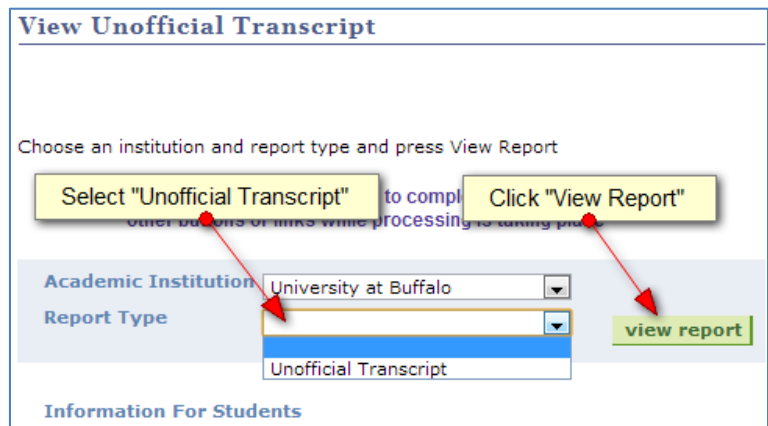 View Unofficial Transcript
Choose an institution and report type and press View Report
Select "Unofficial Transcript"
to compl
Click "View Report"
other buttons or links while processing is taking place
Academic Institution University at Buffalo
Report Type
view report
Unofficial Transcript
Information For Students